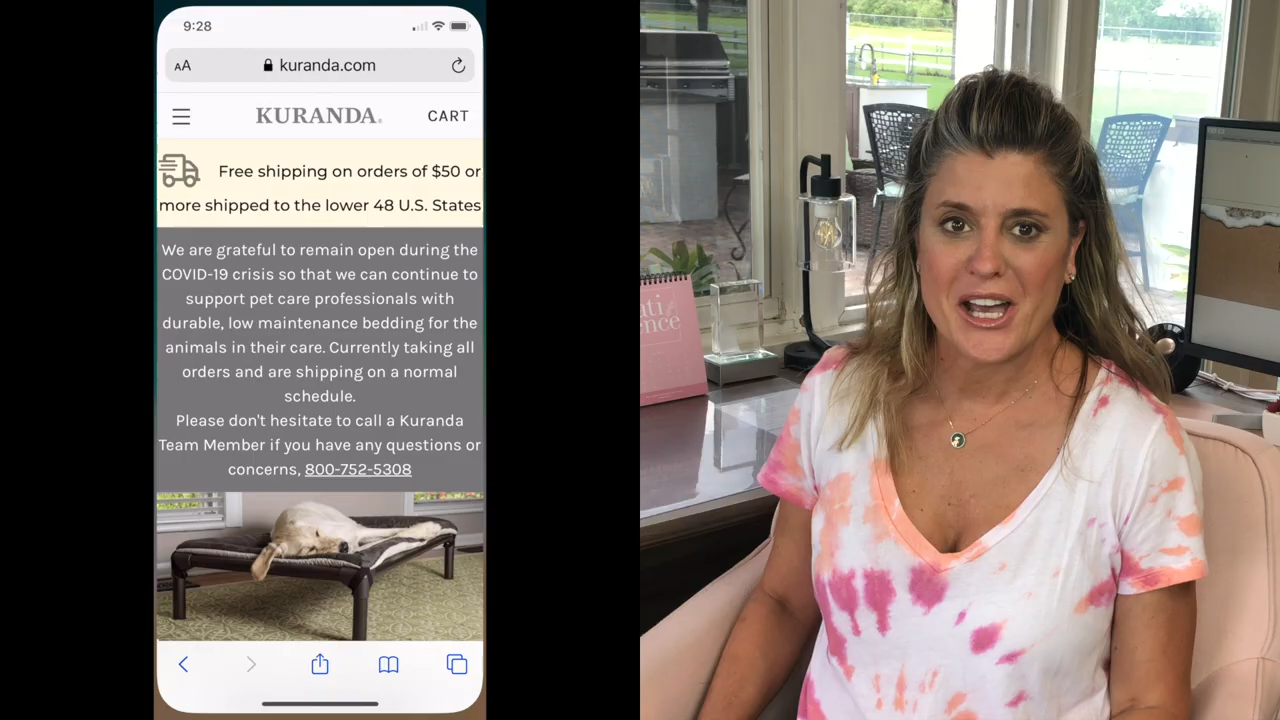 9:28
AA kuranda.com
KURANDA® CART
Free shipping on orders of $50 or
more shipped to the lower 48 U.S. States
We are grateful to remain open during the
COVID-19 crisis so that we can continue to
support pet care professionals with
durable, low maintenance bedding for the
animals in their care. Currently taking all
orders and are shipping on a normal
schedule.
Please don't hesitate to call a Kuranda
Team Member if you have any questions or
concerns, 800-752-5308